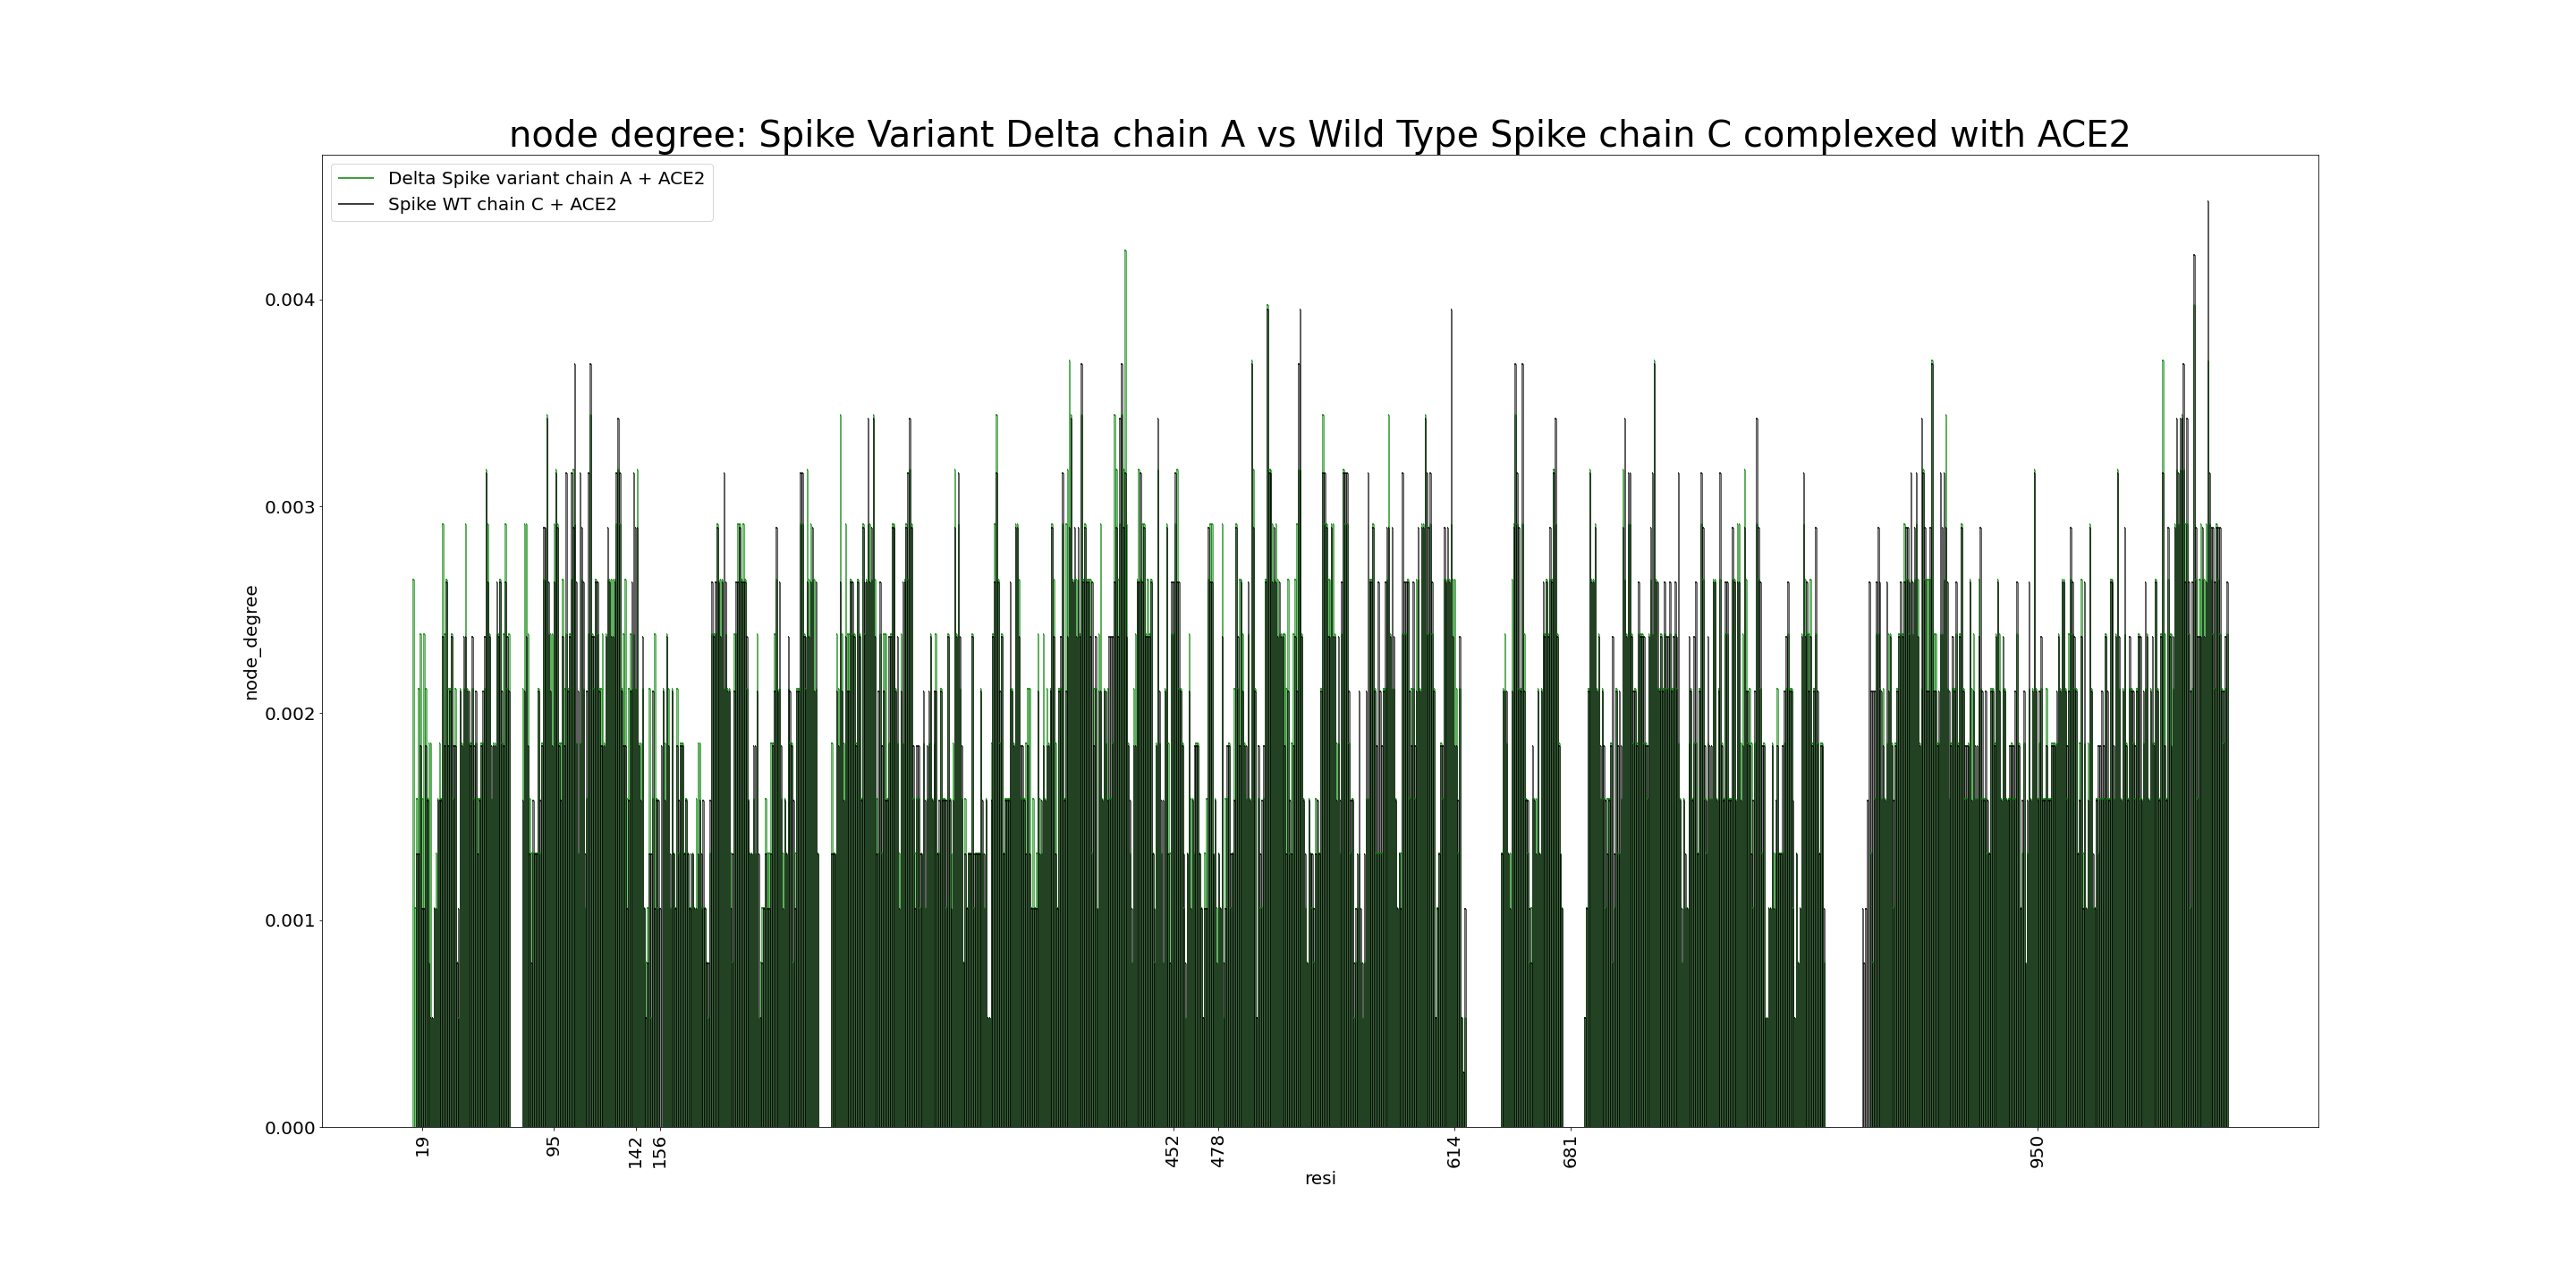 node degree: Spike Variant Delta chain A vs Wild Type Spike chain C complexed with ACE2
Delta Spike variant chain A + ACE2
Spike WT chain C + ACE2
0.004
0.003
0.002
0.001
0.000
node_degree
19
95
142
156
452
478
614
681
950
resi